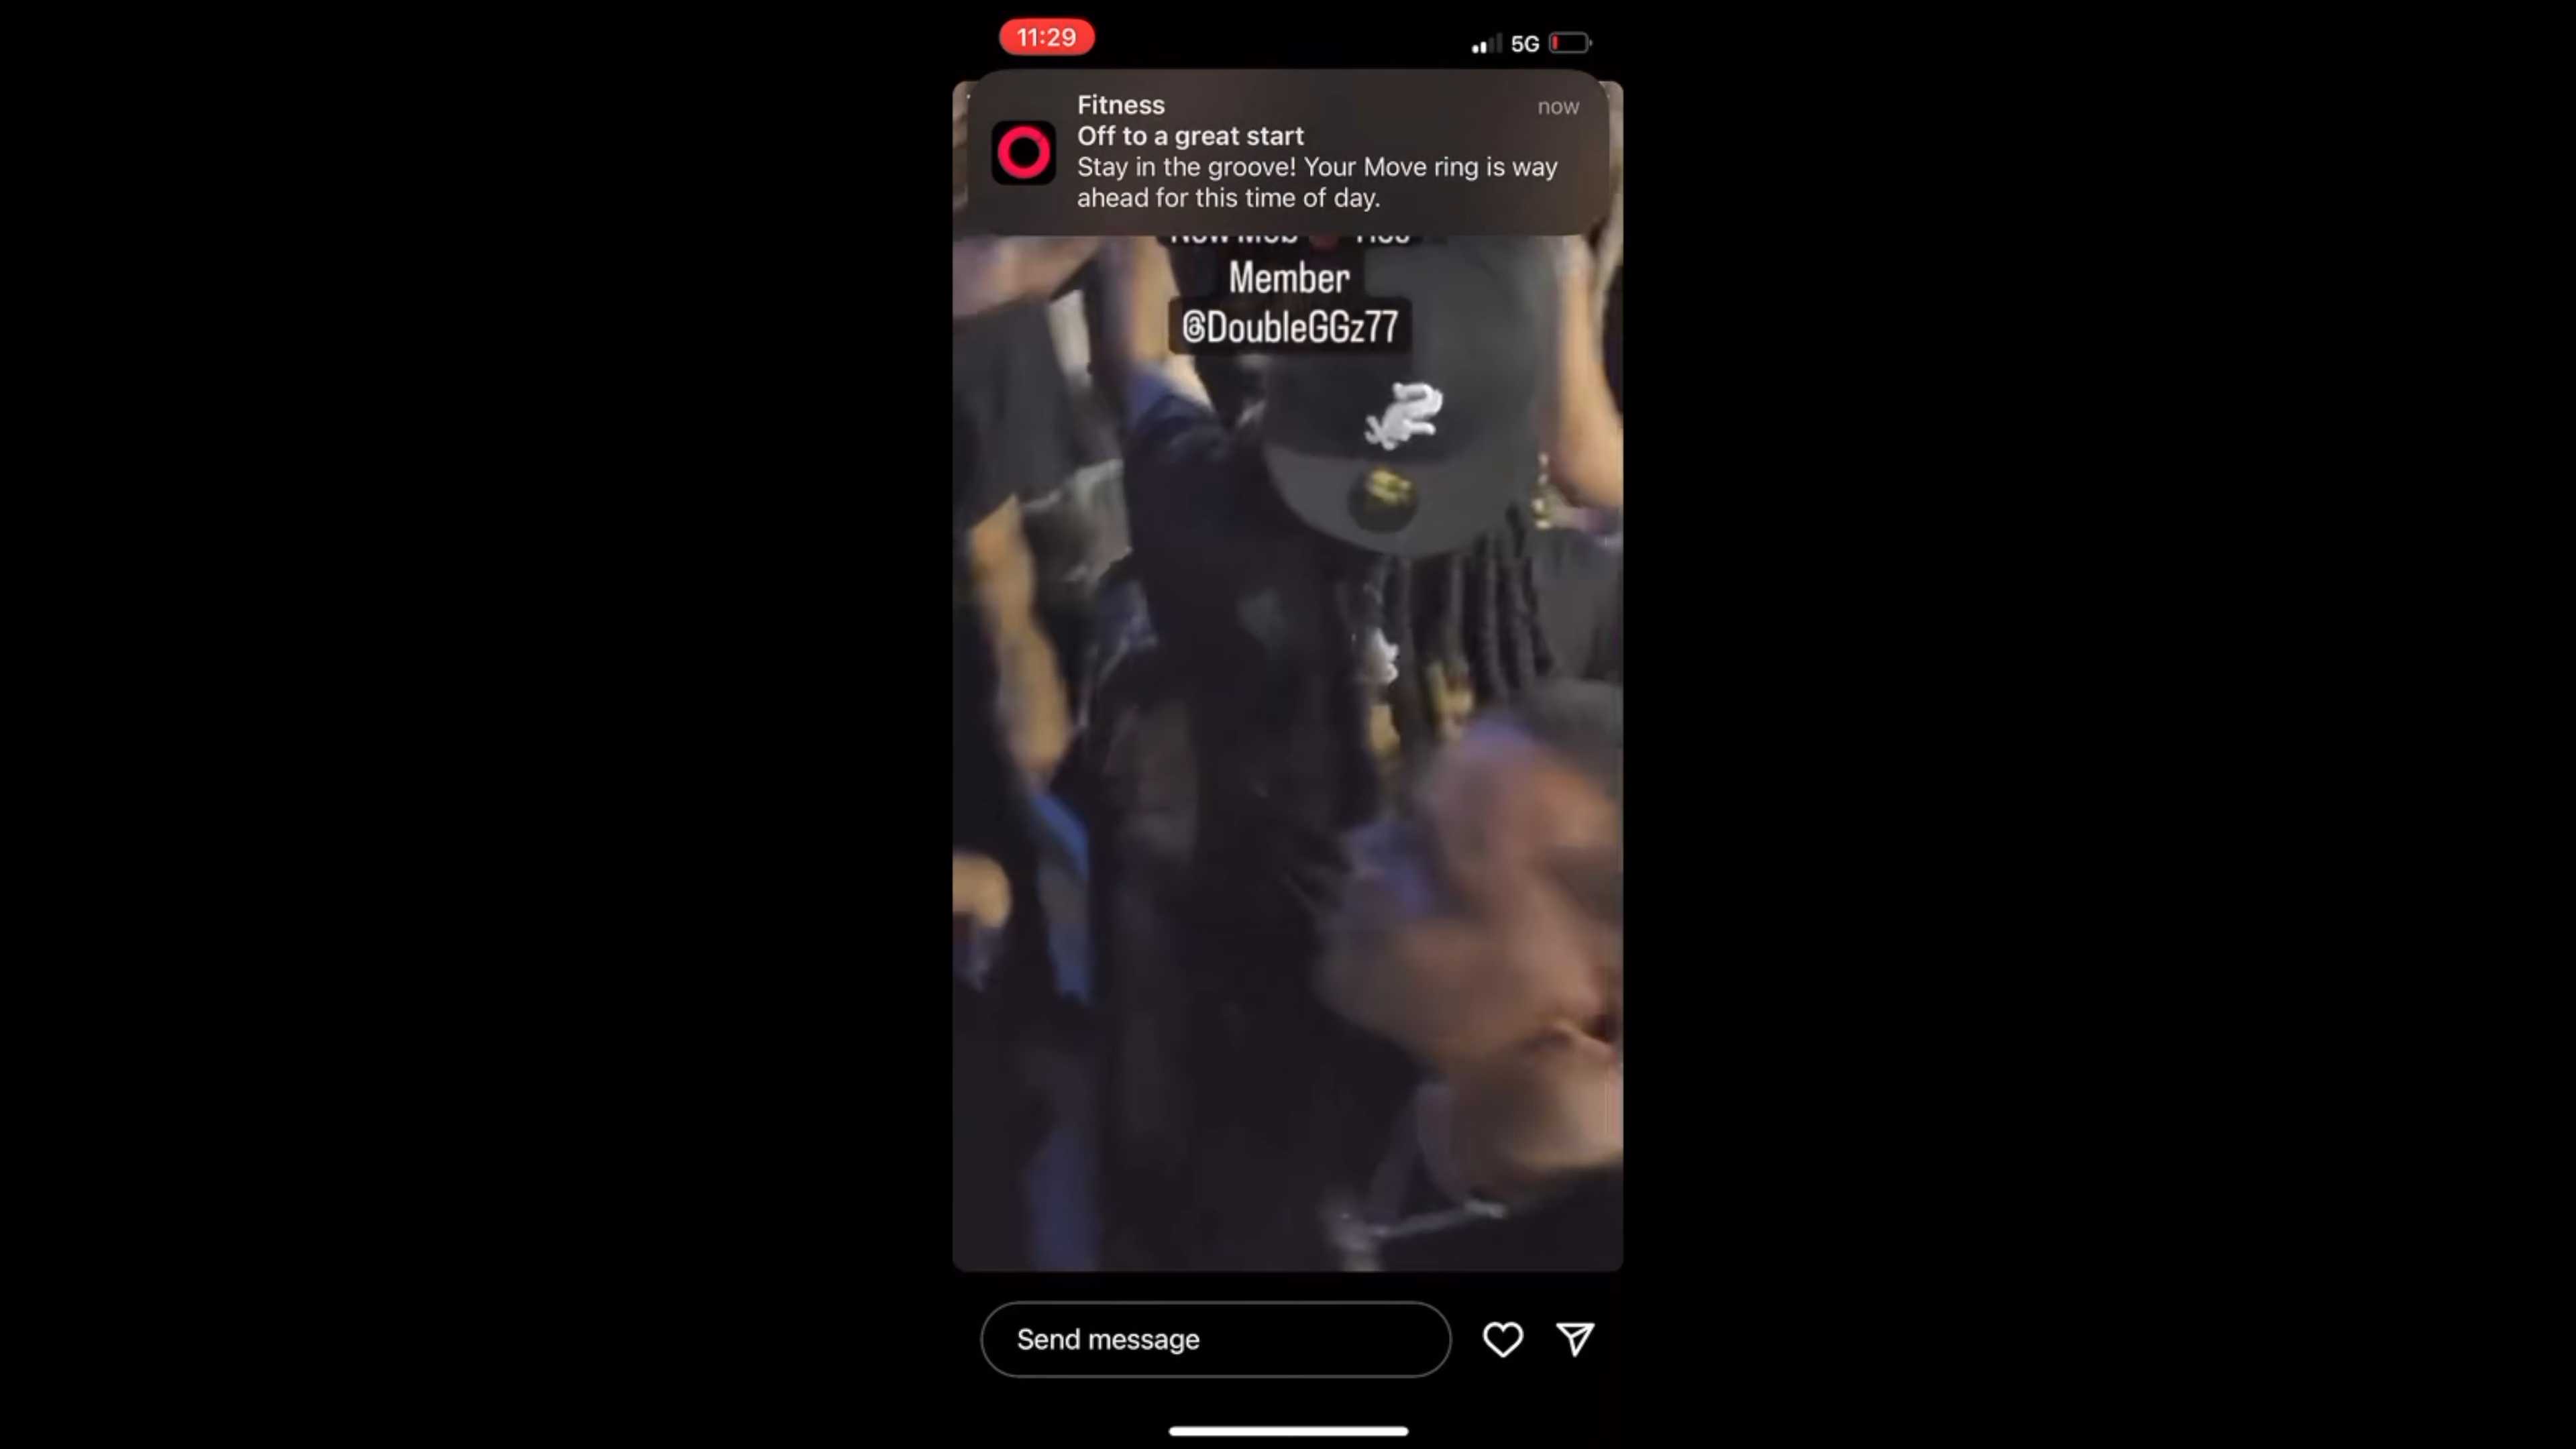 11:29
5G
Fitness
now
Off to a great start
Stay in the groove! Your Move ring is way
ahead for this time of day.
Member
@DoubleGGz77
Send message